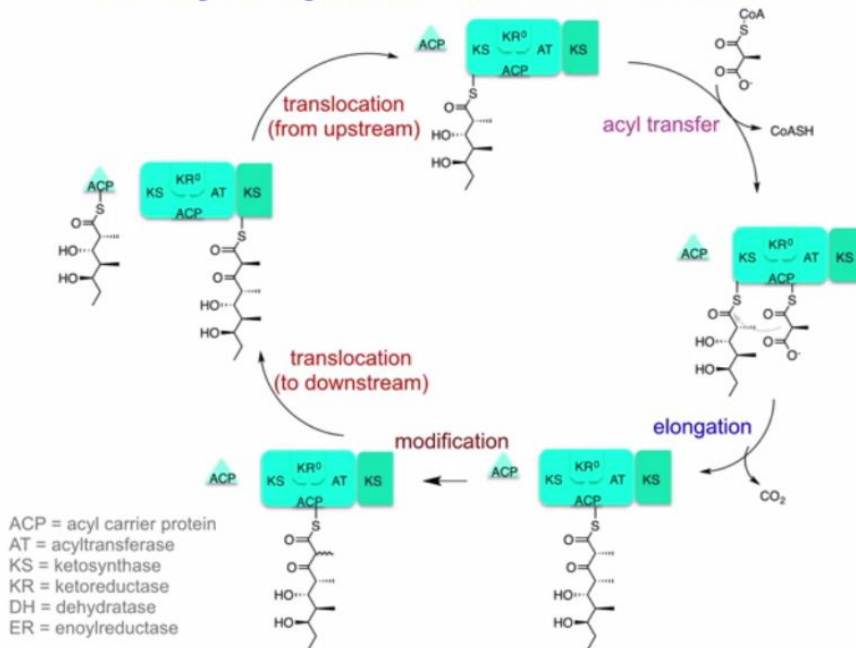 ACP
KS
KR⁰
AT
KS
ACP
S
O
HO
HO
CoA
S
O
O
O⁻
translocation
(from upstream)
acyl transfer
CoASH
ACP
S
O
HO
HO
KS
KR⁰
AT
KS
ACP
S
O
O
HO
HO
ACP
KS
KR⁰
AT
KS
ACP
S
S
O
O
HO
O
O⁻
HO
translocation
(to downstream)
elongation
CO₂
modification
ACP
KS
KR⁰
AT
KS
ACP
S
O
O
HO
HO
ACP
KS
KR⁰
AT
KS
ACP
S
O
O
HO
HO
ACP = acyl carrier protein
AT = acyltransferase
KS = ketosynthase
KR = ketoreductase
DH = dehydratase
ER = enoylreductase